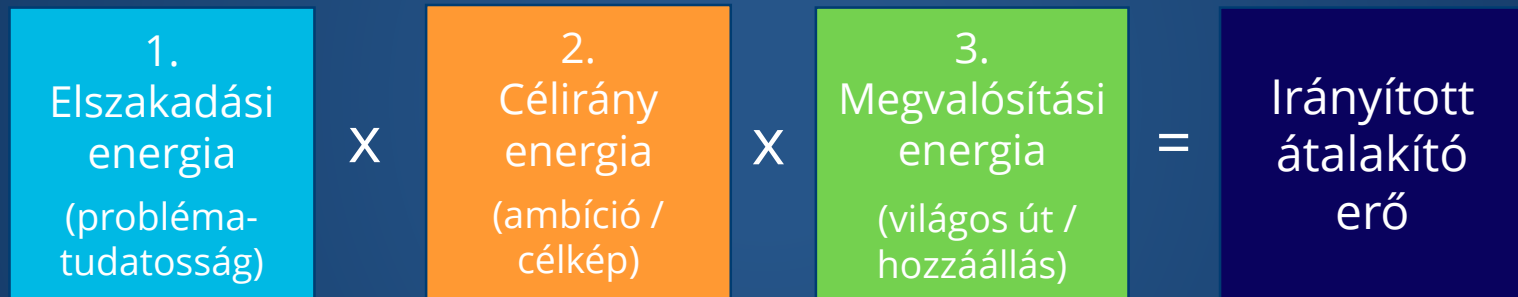 1.
Elszakadási
energia
(probléma-
tudatosság)
x
2.
Célirány
energia
(ambíció /
célkép)
x
3.
Megvalósítási
energia
(világos út /
hozzáállás)
=
Irányított
átalakító
erő